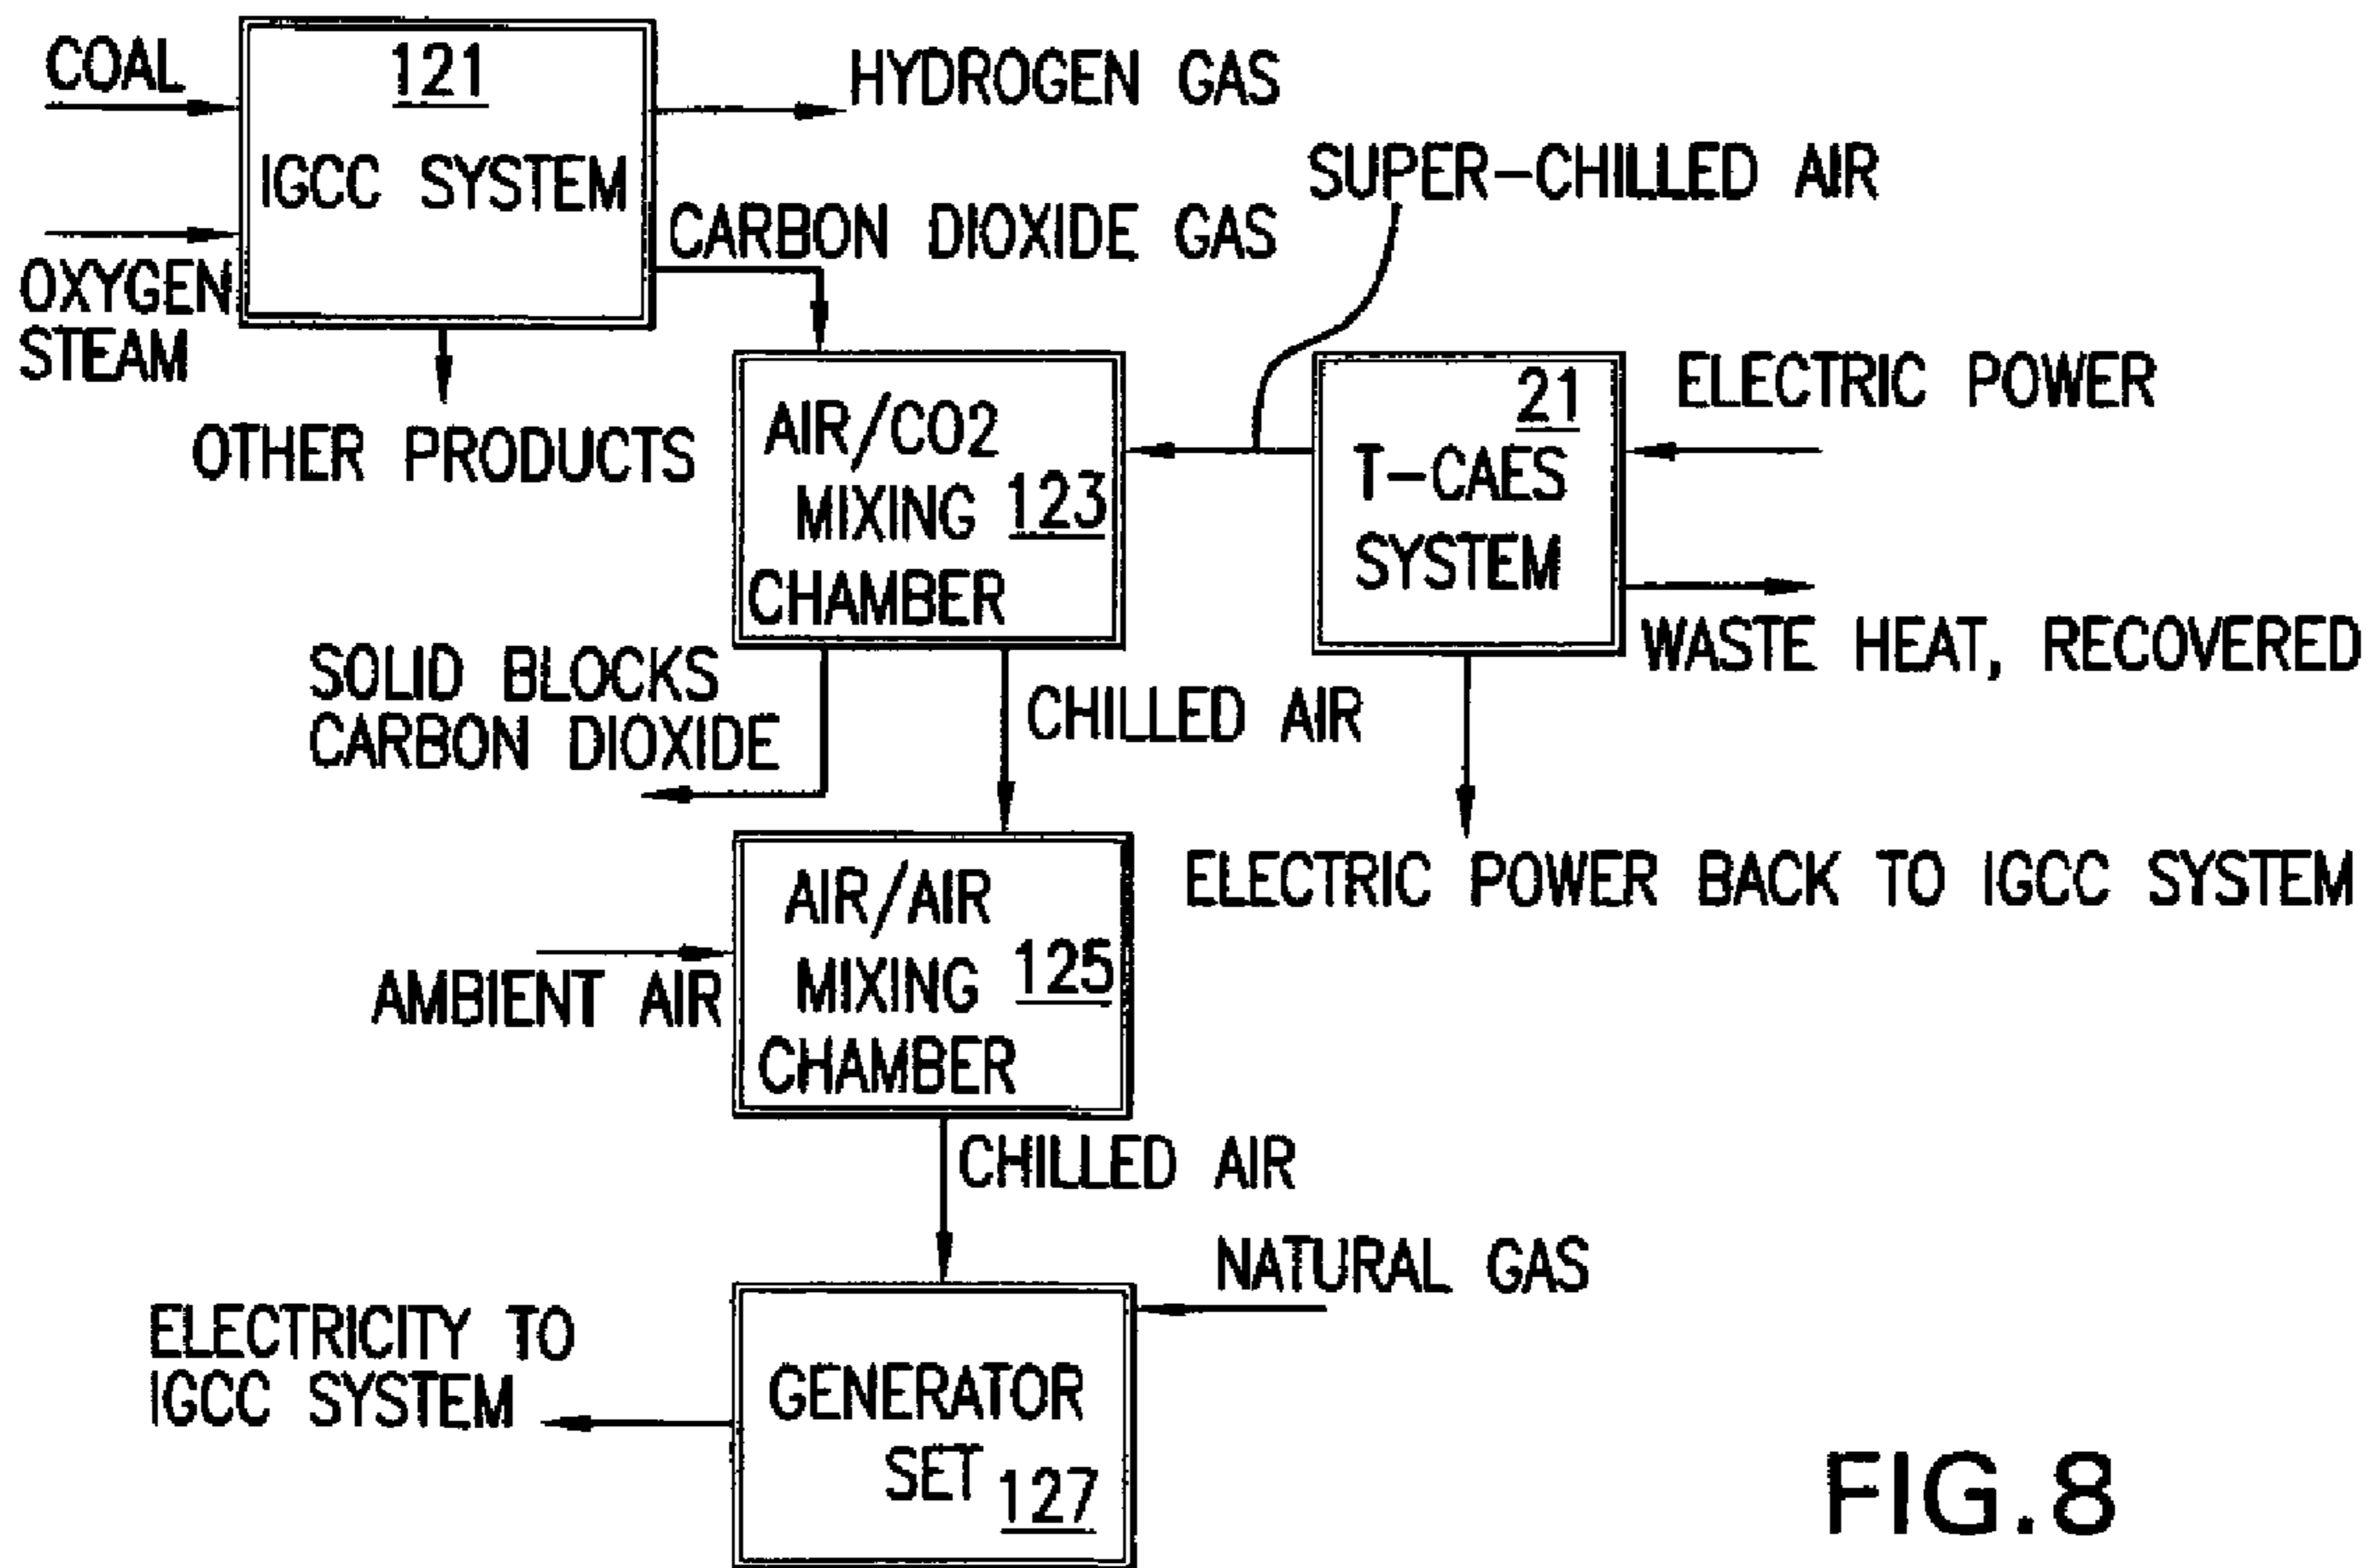 COAL
121
IGCC SYSTEM
OXYGEN
STEAM
HYDROGEN GAS
CARBON DIOXIDE GAS
OTHER PRODUCTS
SUPER-CHILLED AIR
AIR/CO2
MIXING 123
CHAMBER
21
T-CAES
SYSTEM
ELECTRIC POWER
WASTE HEAT, RECOVERED
SOLID BLOCKS
CARBON DIOXIDE
CHILLED AIR
ELECTRIC POWER BACK TO IGCC SYSTEM
AIR/AIR
MIXING 125
CHAMBER
AMBIENT AIR
CHILLED AIR
NATURAL GAS
ELECTRICITY TO
IGCC SYSTEM
GENERATOR
SET 127
FIG.8